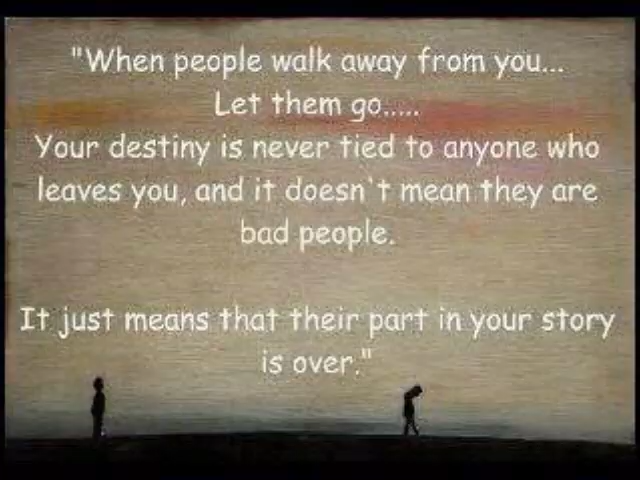 "When people walk away from you...
Let them go.....
Your destiny is never tied to anyone who
leaves you, and it doesn`t mean they are
bad people.
It just means that their part in your story
is over."